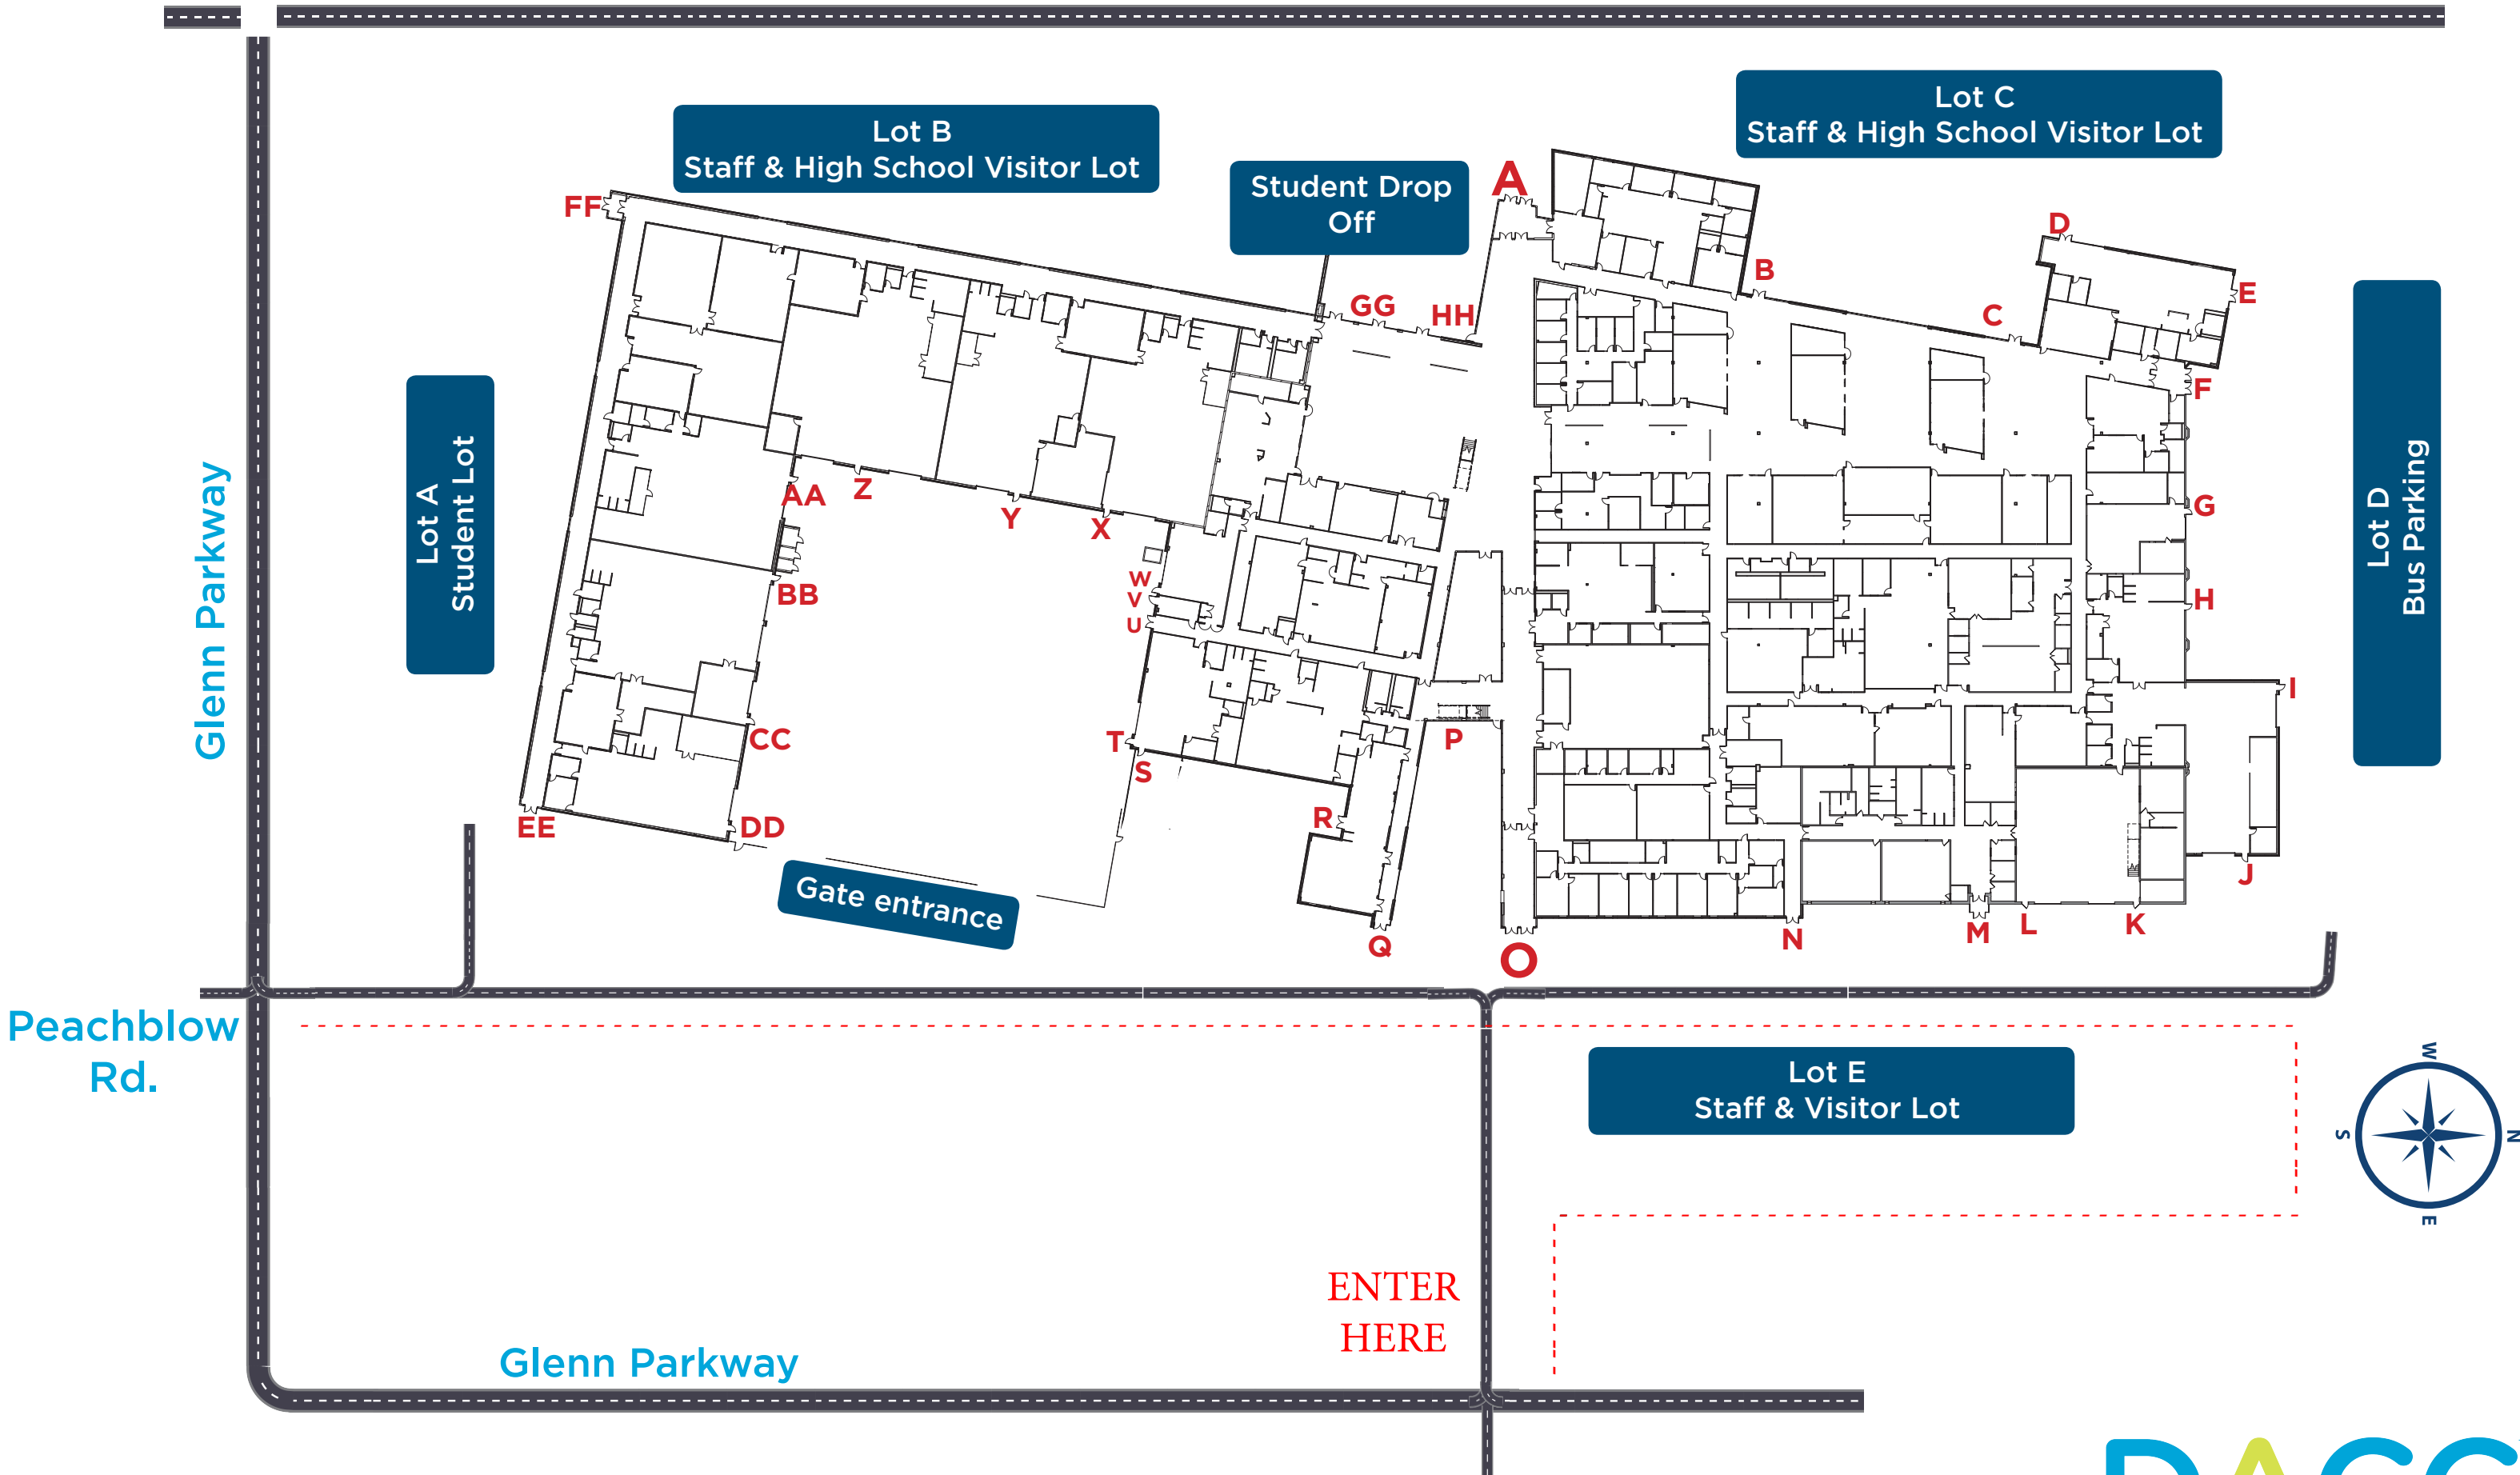 Lot C
Staff & High School Visitor Lot
Lot B
Staff & High School Visitor Lot
Student Drop
Off
A
FF
D
B
E
GG
HH
C
F
Lot A
Student Lot
Glenn Parkway
Lot D
Bus Parking
AA
Z
Y
X
G
W
V
U
BB
H
I
CC
T
S
P
EE
DD
R
J
Gate entrance
Q
O
N
M
L
K
Peachblow
Rd.
Lot E
Staff & Visitor Lot
W
S
N
E
ENTER
HERE
Glenn Parkway